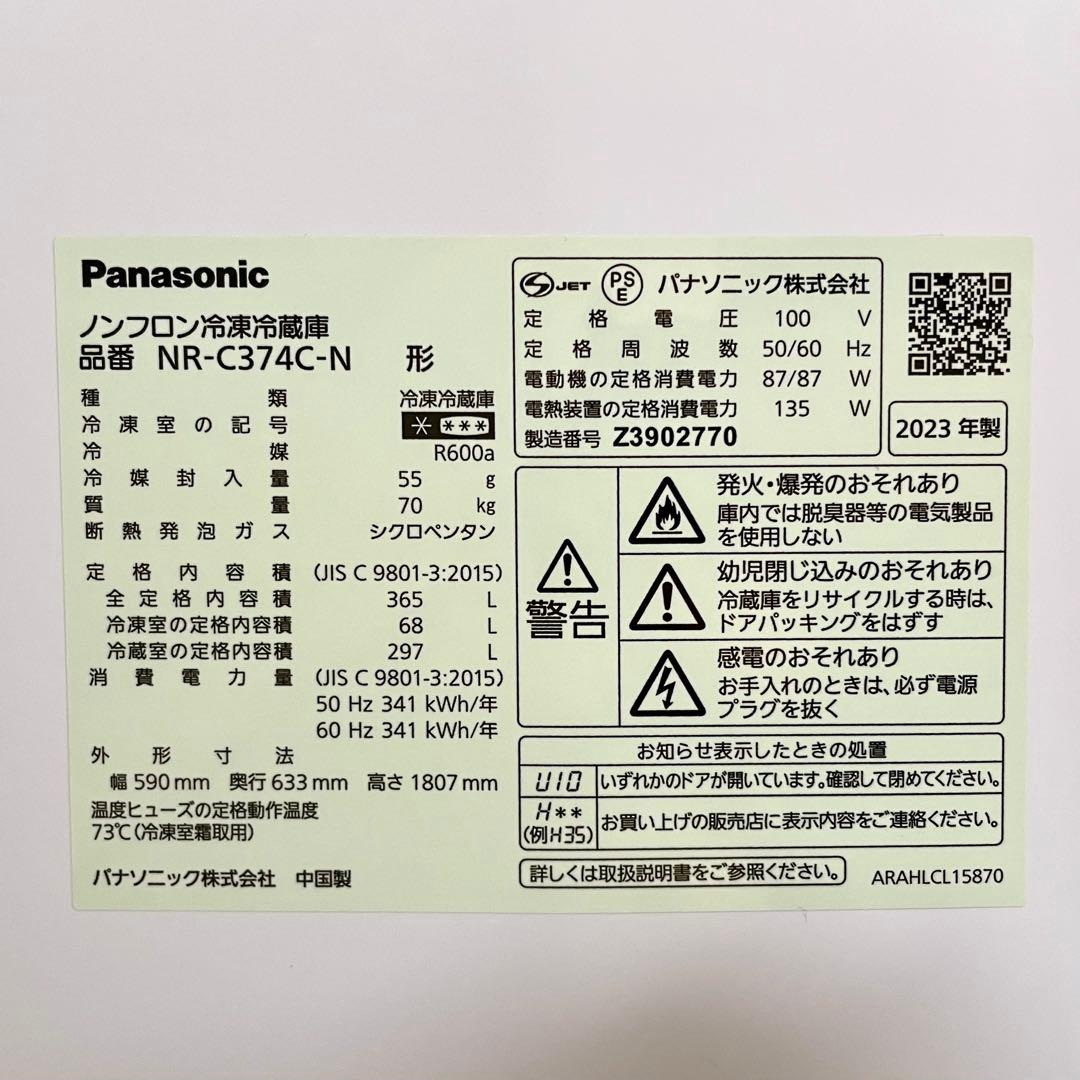 Panasonic
ノンフロン冷凍冷蔵庫
品番 NR-C374C-N 形
種類 冷凍冷蔵庫
冷凍室の記号 * ***
冷媒 R600a
冷媒封入量 55 g
質量 70 kg
断熱発泡ガス シクロペンタン
定格内容積 (JIS C 9801-3:2015)
全定格内容積 365 L
冷凍室の定格内容積 68 L
冷蔵室の定格内容積 297 L
消費電力量 (JIS C 9801-3:2015)
50 Hz 341 kWh/年
60 Hz 341 kWh/年
外形寸法
幅 590 mm 奥行 633 mm 高さ 1807 mm
温度ヒューズの定格動作温度
73℃(冷凍室霜取用)
パナソニック株式会社 中国製
S JET PSE パナソニック株式会社
定格電圧 100 V
定格周波数 50/60 Hz
電動機の定格消費電力 87/87 W
電熱装置の定格消費電力 135 W
製造番号 Z3902770
2023 年製
警告
発火・爆発のおそれあり
庫内では脱臭器等の電気製品
を使用しない
幼児閉じ込みのおそれあり
冷蔵庫をリサイクルする時は、
ドアパッキングをはずす
感電のおそれあり
お手入れのときは、必ず電源
プラグを抜く
お知らせ表示したときの処置
U10 いずれかのドアが開いています。確認して閉めてください。
H** (例H35) お買い上げの販売店に表示内容をご連絡ください。
詳しくは取扱説明書をご参照ください。
ARAHLCL15870